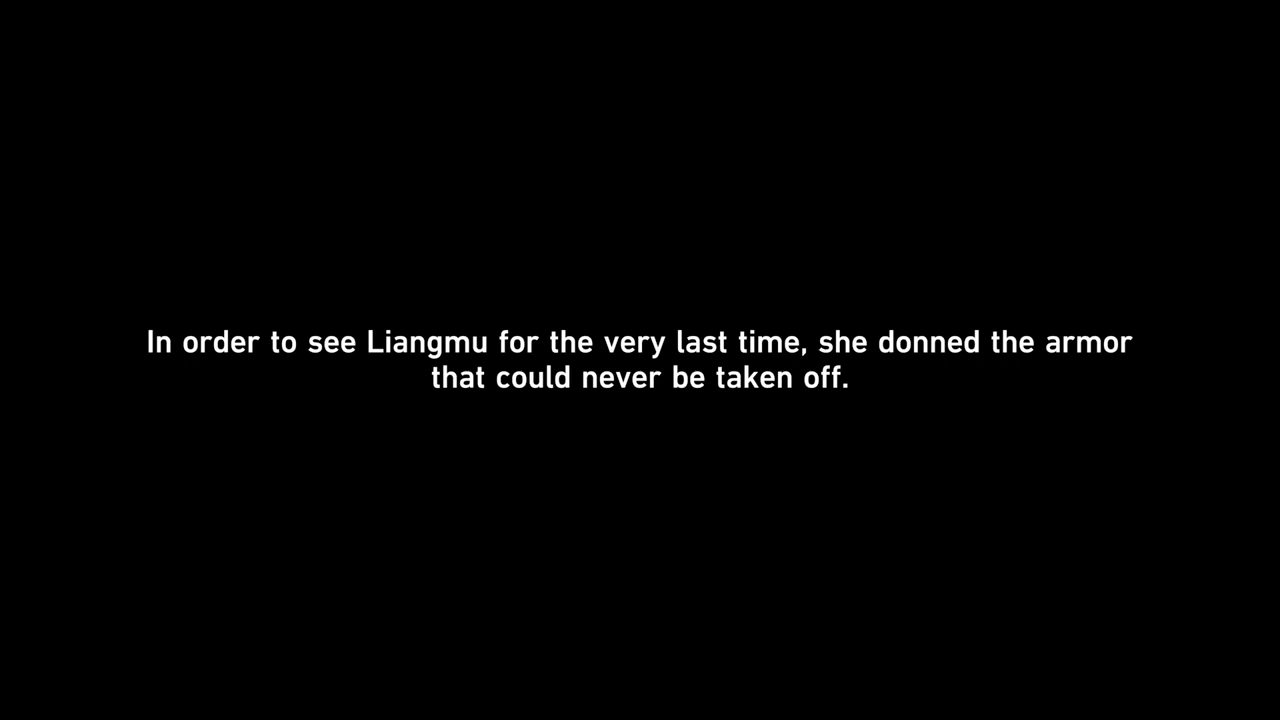 In order to see Liangmu for the very last time, she donned the armor
that could never be taken off.